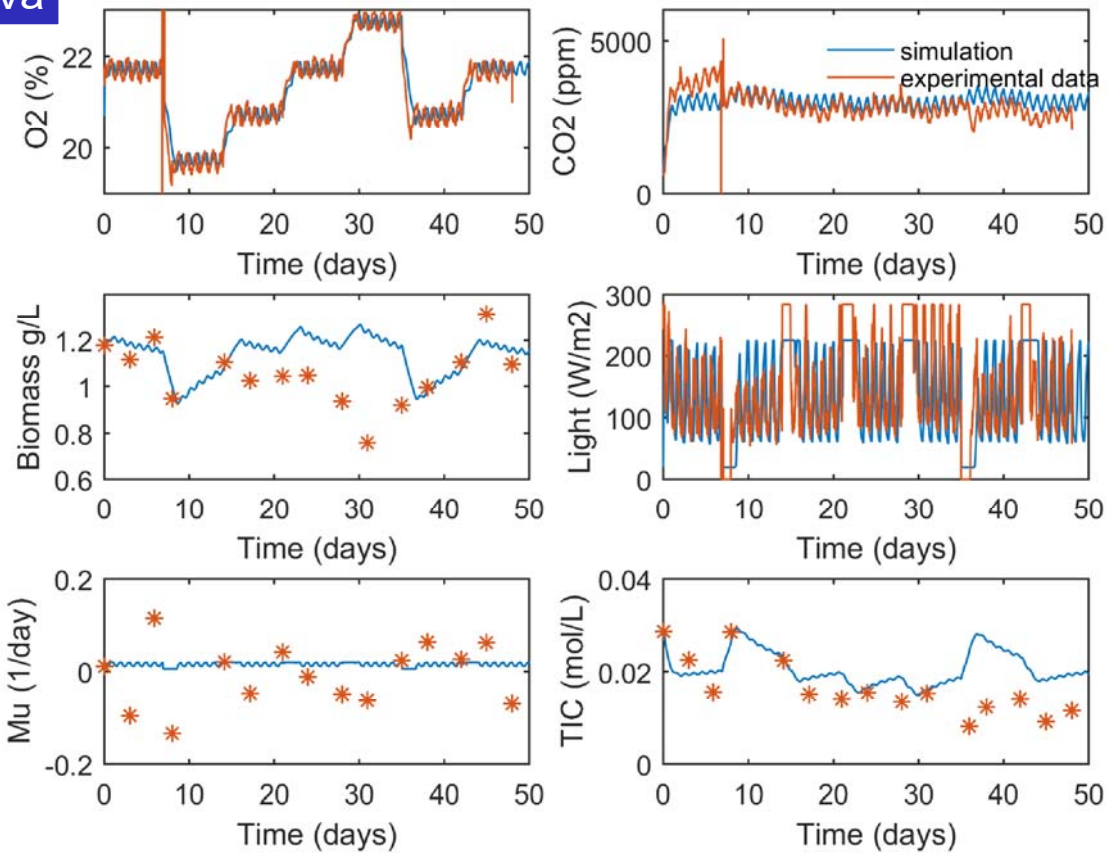 va
O2 (%)
22
20
0 10 20 30 40 50
Time (days)
CO2 (ppm)
5000
0
simulation
experimental data
0 10 20 30 40 50
Time (days)
Biomass g/L
1.2
1
0.8
0.6
0 10 20 30 40 50
Time (days)
Light (W/m2)
300
200
100
0
0 10 20 30 40 50
Time (days)
Mu (1/day)
0.2
0
-0.2
0 10 20 30 40 50
Time (days)
TIC (mol/L)
0.04
0.02
0
0 10 20 30 40 50
Time (days)